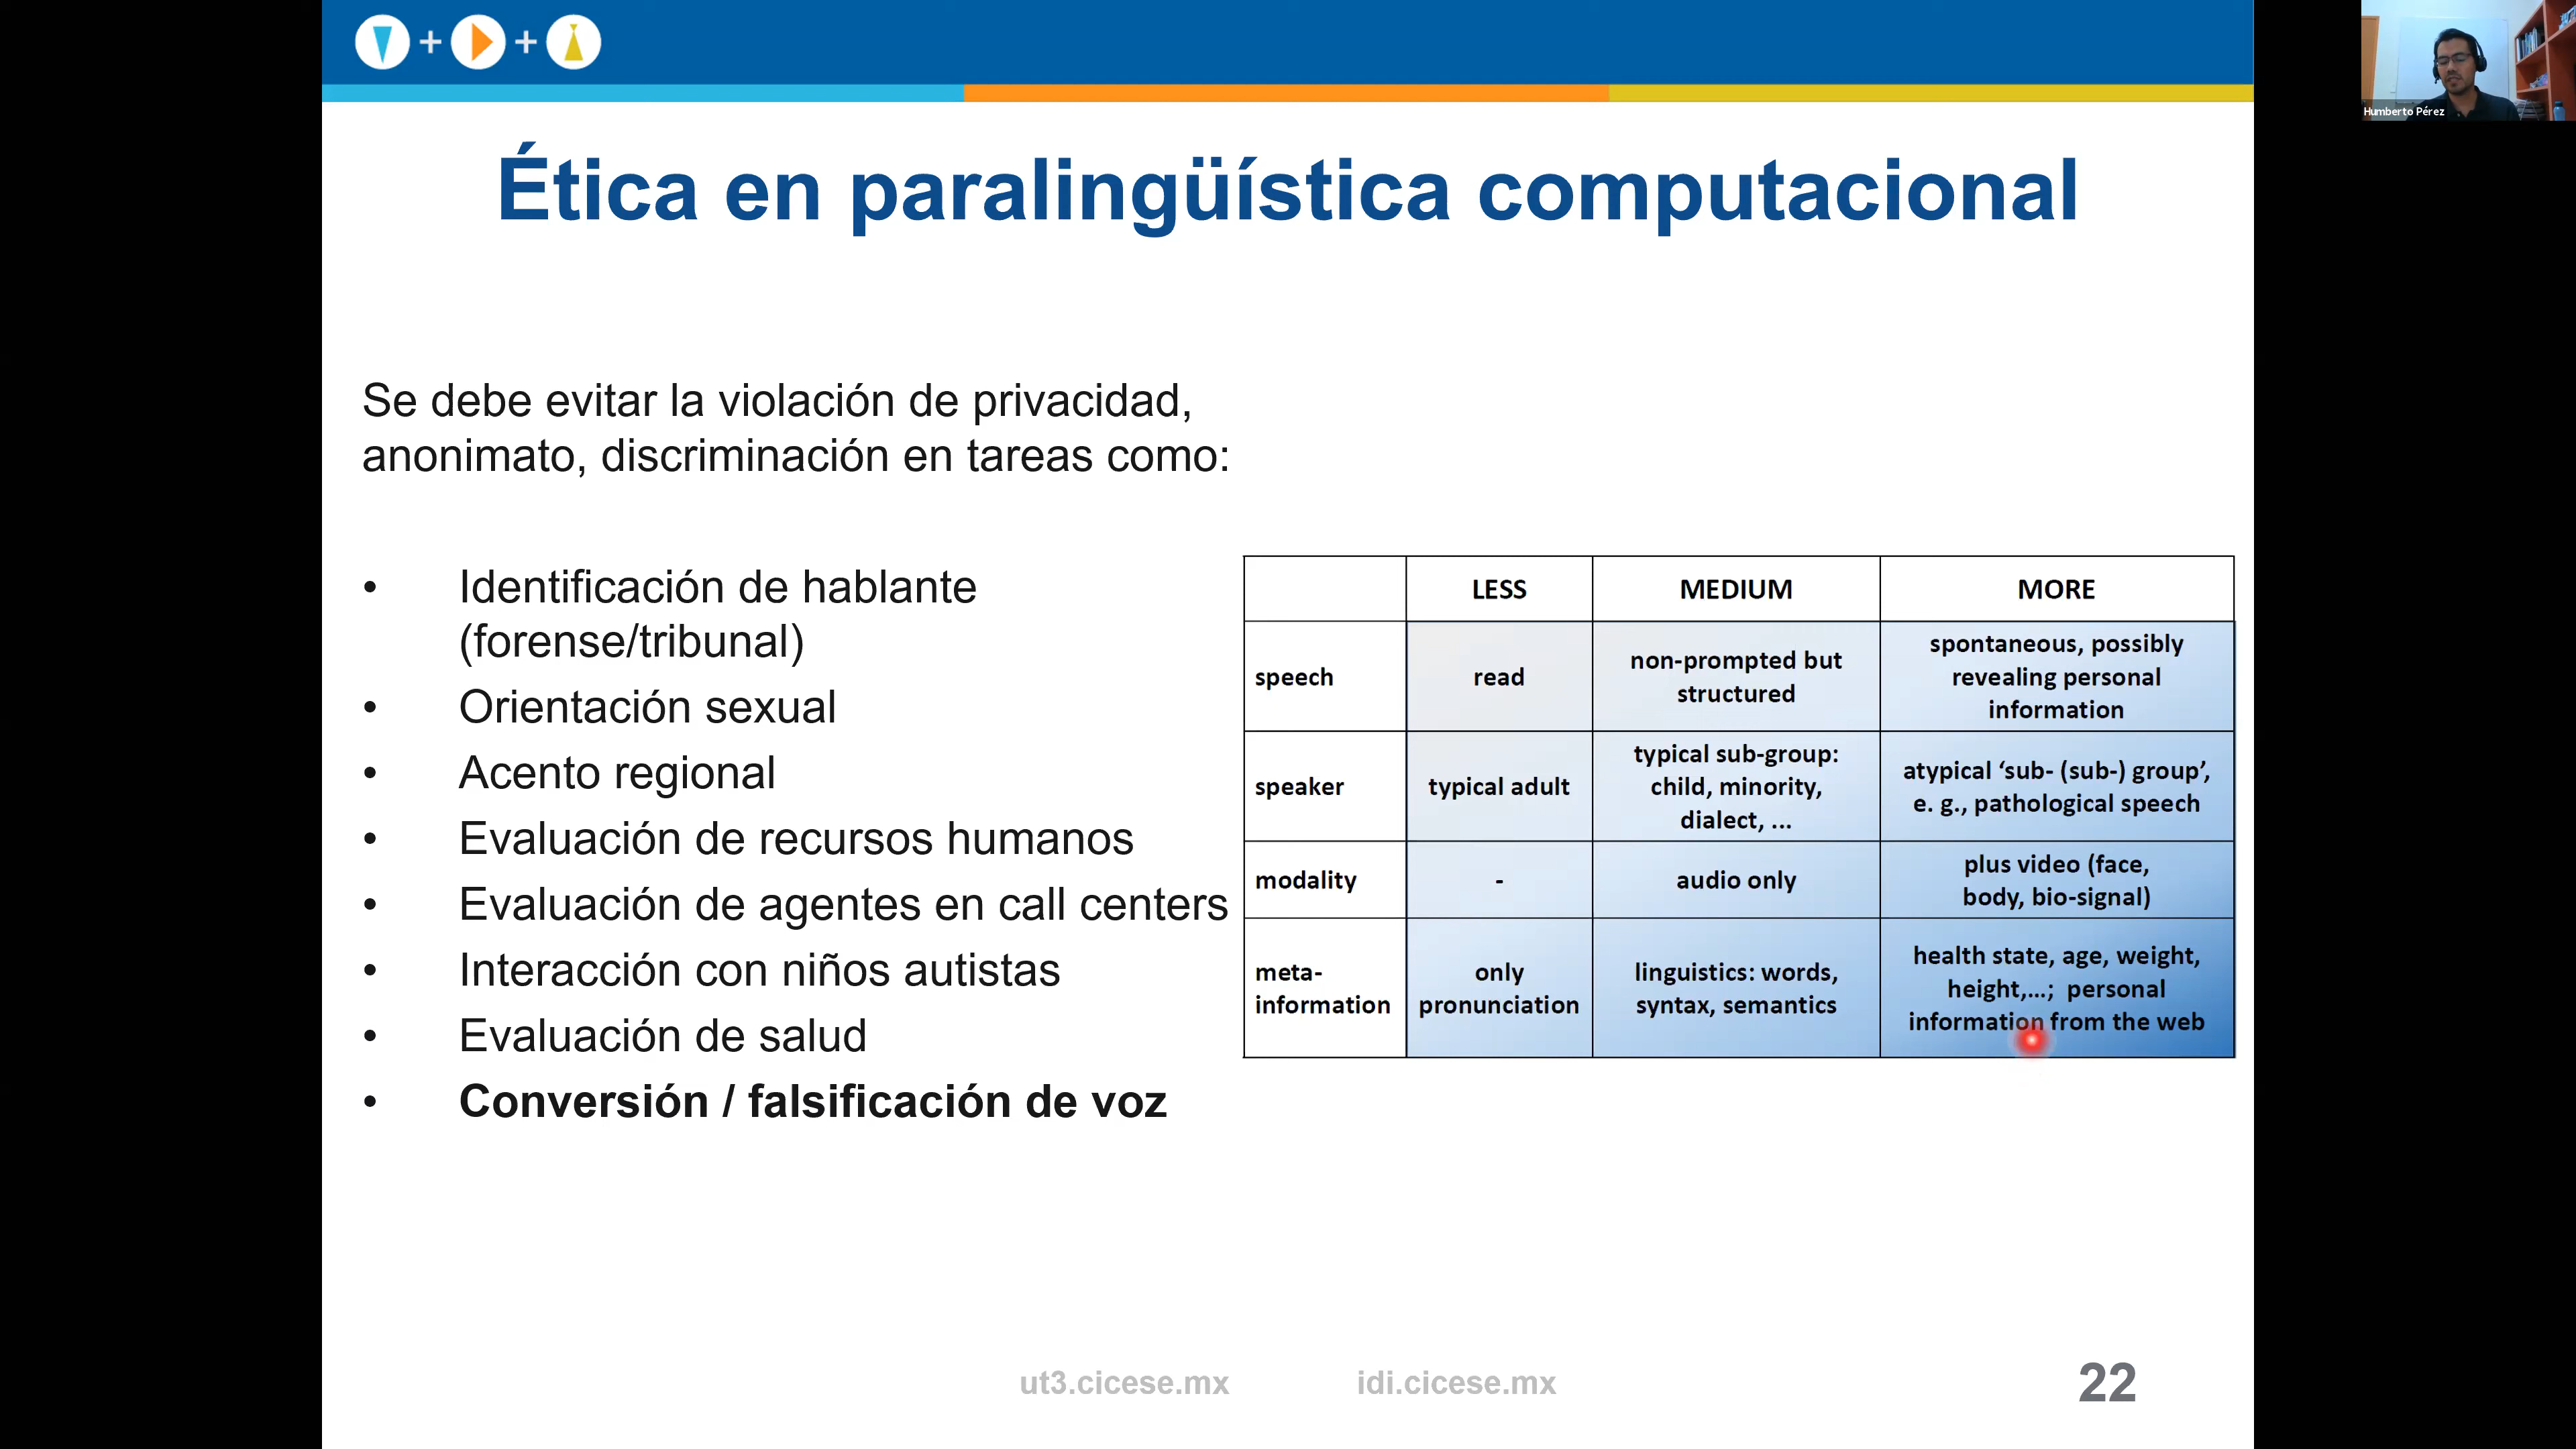 Humberto Pérez
Ética en paralingüística computacional
Se debe evitar la violación de privacidad,
anonimato, discriminación en tareas como:
• Identificación de hablante
(forense/tribunal)
• Orientación sexual
• Acento regional
• Evaluación de recursos humanos
• Evaluación de agentes en call centers
• Interacción con niños autistas
• Evaluación de salud
• Conversión / falsificación de voz
LESS MEDIUM MORE
speech
read
non-prompted but
structured
spontaneous, possibly
revealing personal
information
speaker
typical adult
typical sub-group:
child, minority,
dialect, ...
atypical ‘sub- (sub-) group’,
e. g., pathological speech
modality
-
audio only
plus video (face,
body, bio-signal)
meta-
information
only
pronunciation
linguistics: words,
syntax, semantics
health state, age, weight,
height,...; personal
information from the web
ut3.cicese.mx idi.cicese.mx
22